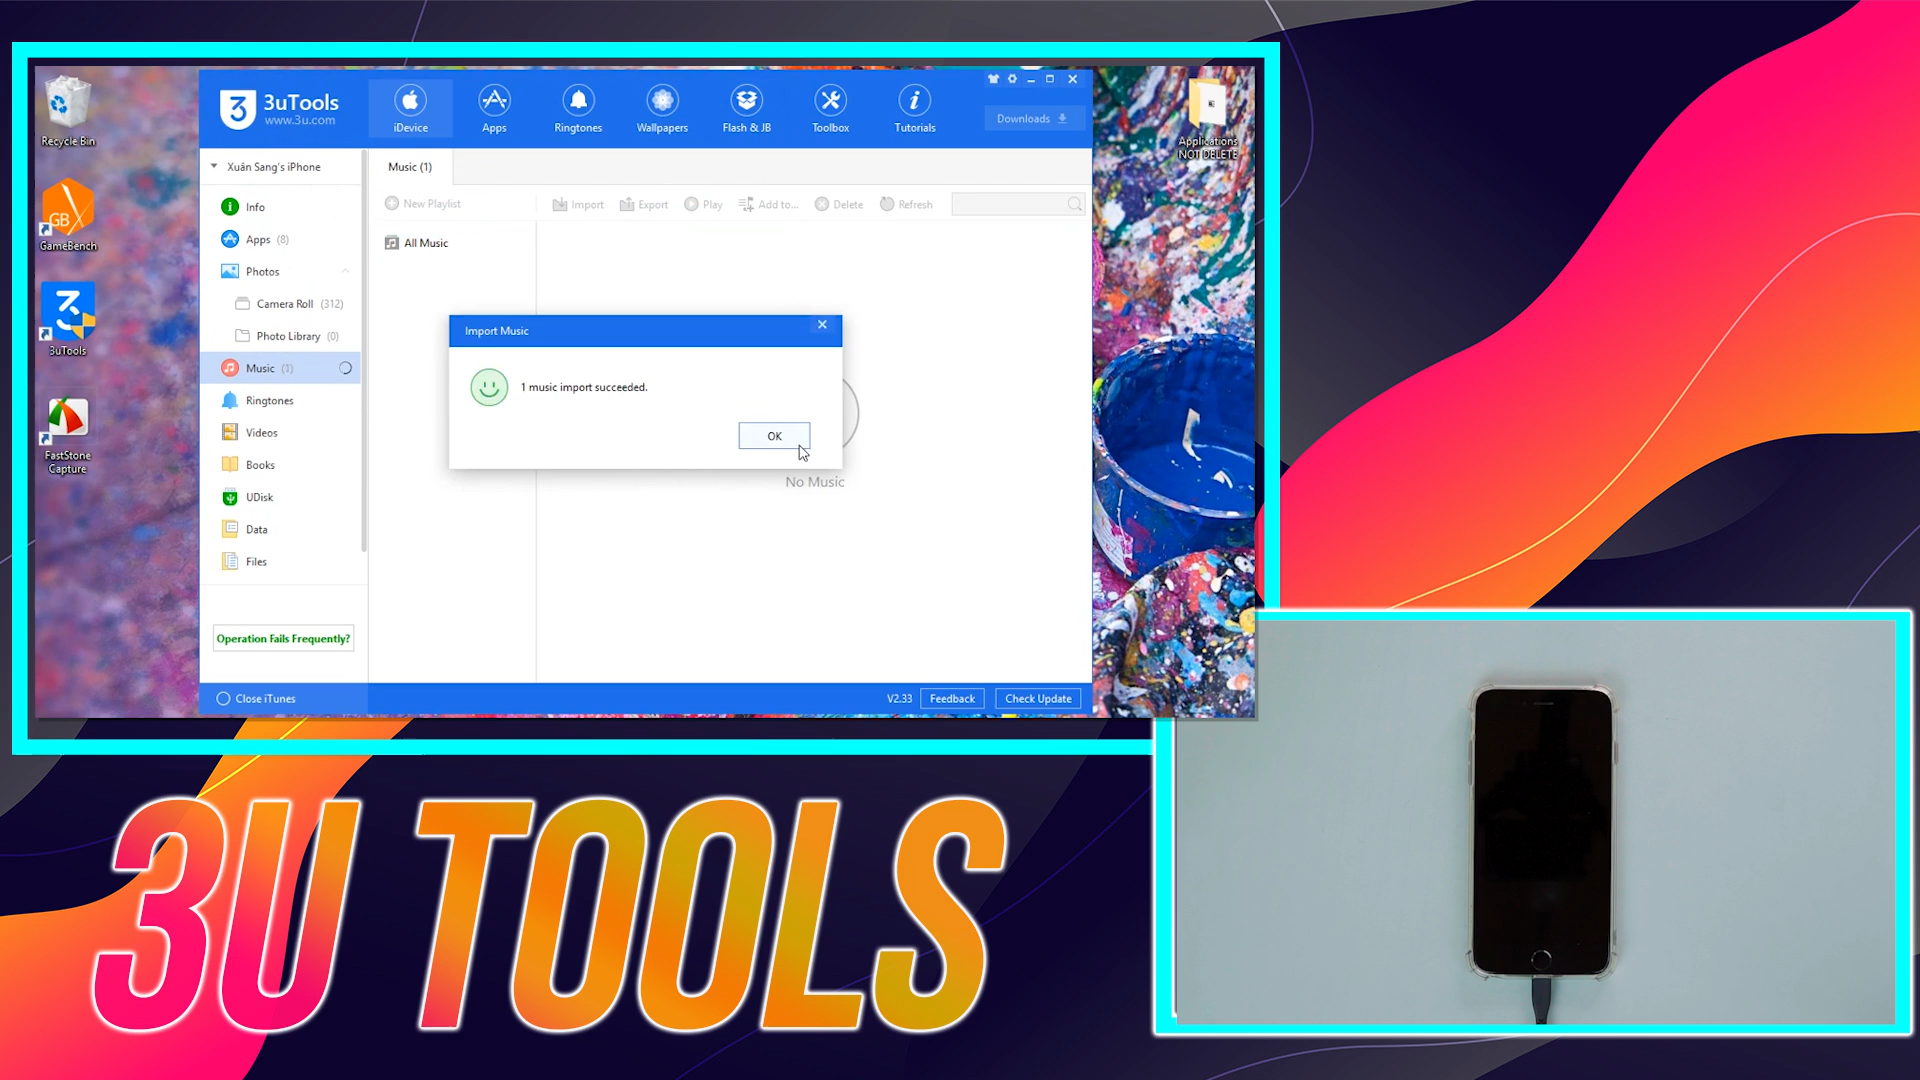 Recycle Bin
GameBench
3uTools
FastStone
Capture
Applications
NOT DELETE
3uTools
www.3u.com
iDevice
Apps
Ringtones
Wallpapers
Flash & JB
Toolbox
Tutorials
Downloads
Xuân Sang's iPhone
Info
Apps (8)
Photos
Camera Roll (312)
Photo Library (0)
Music (1)
Ringtones
Videos
Books
UDisk
Data
Files
Operation Fails Frequently?
Music (1)
New Playlist
Import
Export
Play
Add to...
Delete
Refresh
All Music
Import Music
1 music import succeeded.
OK
No Music
Close iTunes
V2.33
Feedback
Check Update
3U TOOLS